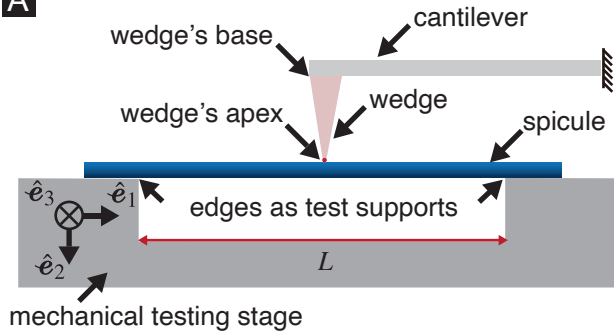 A
cantilever
wedge's base
wedge's apex
wedge
spicule
ê3
ê1
edges as test supports
ê2
L
mechanical testing stage